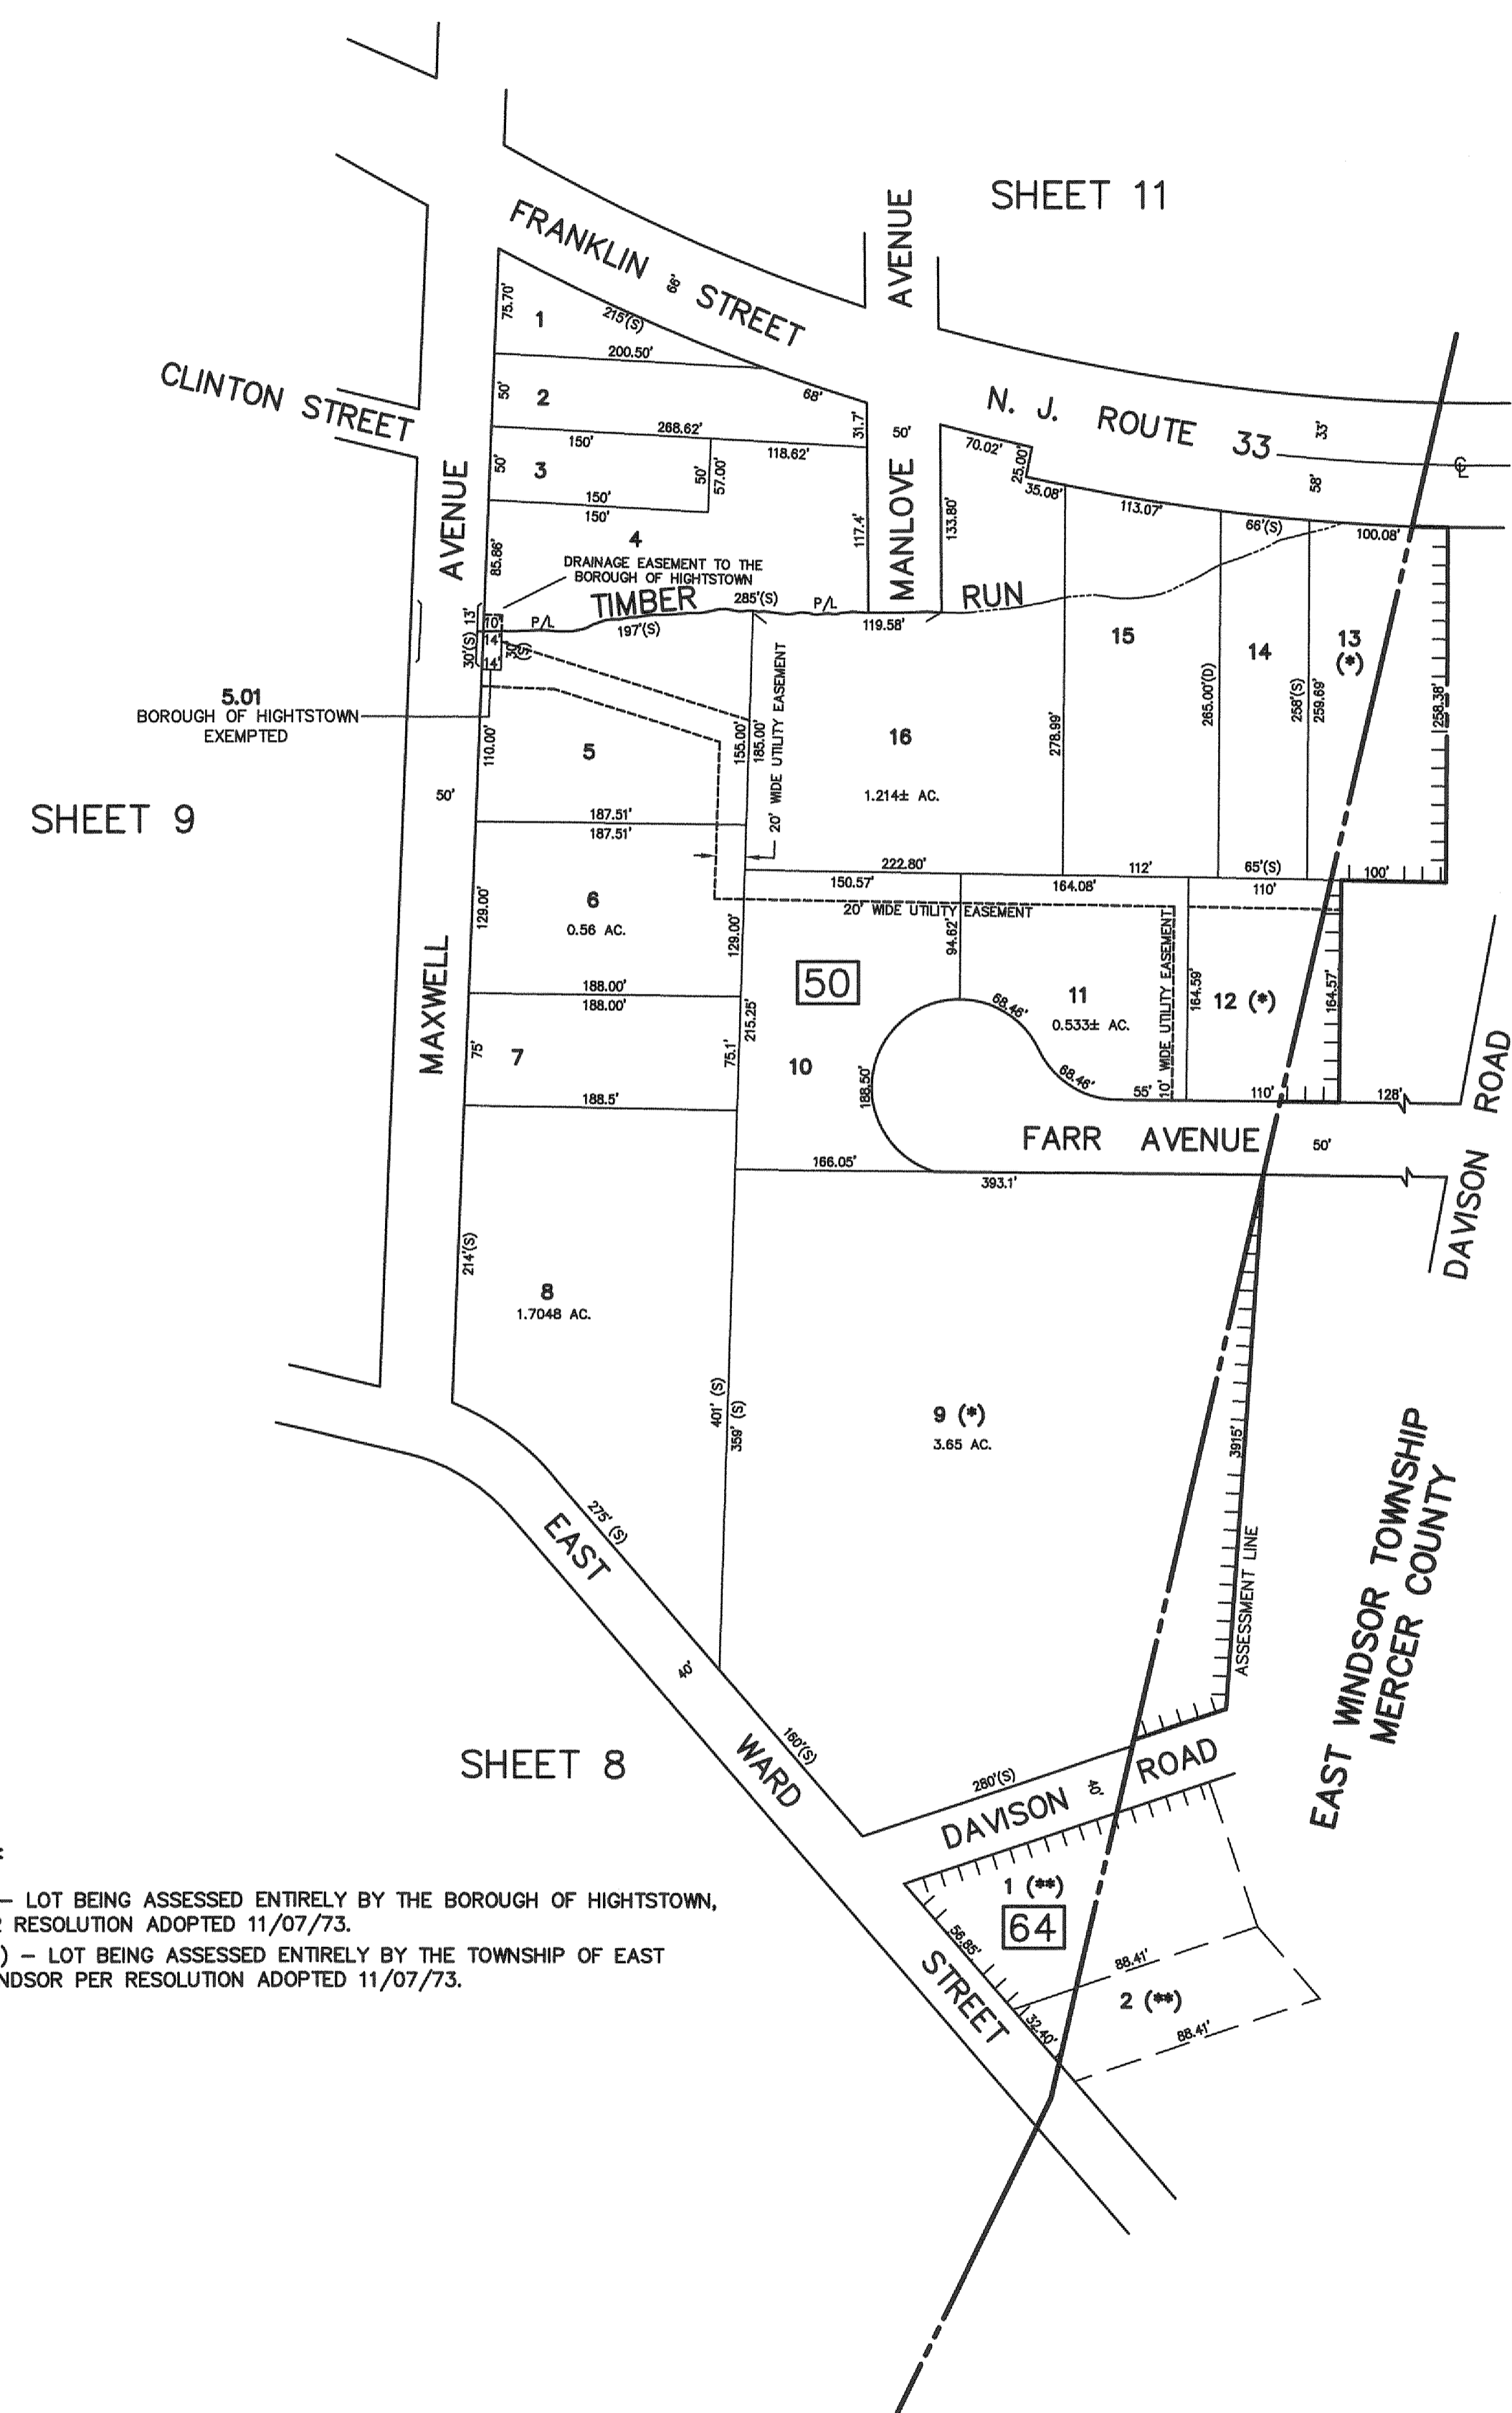 SHEET 11
AVENUE
FRANKLIN 66' STREET
75.70'
1
215'(S)
200.50'
CLINTON STREET
50'
2
68'
31.7'
268.62'
150'
118.62'
50'
3
50'
57.00'
150'
150'
50'
N. J. ROUTE 33
33'
58'
70.02'
25.00'
35.08'
113.07'
66'(S)
100.08'
AVENUE
85.86'
4
117.4'
MANLOVE
133.80'
DRAINAGE EASEMENT TO THE
BOROUGH OF HIGHTSTOWN
TIMBER
285'(S)
P/L
RUN
13'
10'
P/L
197'(S)
119.58'
30'(S)
14'
14'
15
14
13
(*)
265.00'(D)
258'(S)
259.69'
258.38'
5.01
BOROUGH OF HIGHTSTOWN
EXEMPTED
110.00'
5
155.00'
185.00'
20' WIDE UTILITY EASEMENT
16
1.214± AC.
278.99'
50'
SHEET 9
187.51'
187.51'
222.80'
112'
65'(S)
100'
150.57'
164.08'
110'
129.00'
6
0.56 AC.
129.00'
20' WIDE UTILITY EASEMENT
94.62'
10' WIDE UTILITY EASEMENT
164.59'
164.57'
50
11
0.533± AC.
12 (*)
188.00'
188.00'
215.25'
68.46'
MAXWELL
75'
7
75.1'
10
188.50'
68.46'
55'
110'
128'
188.5'
FARR AVENUE
50'
DAVISON ROAD
166.05'
393.1'
214'(S)
8
1.7048 AC.
401' (S)
359' (S)
9 (*)
3.65 AC.
3915'
ASSESSMENT LINE
EAST WINDSOR TOWNSHIP
MERCER COUNTY
275' (S)
EAST
40'
WARD
160'(S)
SHEET 8
280'(S)
DAVISON 40' ROAD
1 (**)
64
56.85'
88.41'
STREET
32.40'
2 (**)
88.41'
:
– LOT BEING ASSESSED ENTIRELY BY THE BOROUGH OF HIGHTSTOWN,
RESOLUTION ADOPTED 11/07/73.
) – LOT BEING ASSESSED ENTIRELY BY THE TOWNSHIP OF EAST
NDSOR PER RESOLUTION ADOPTED 11/07/73.